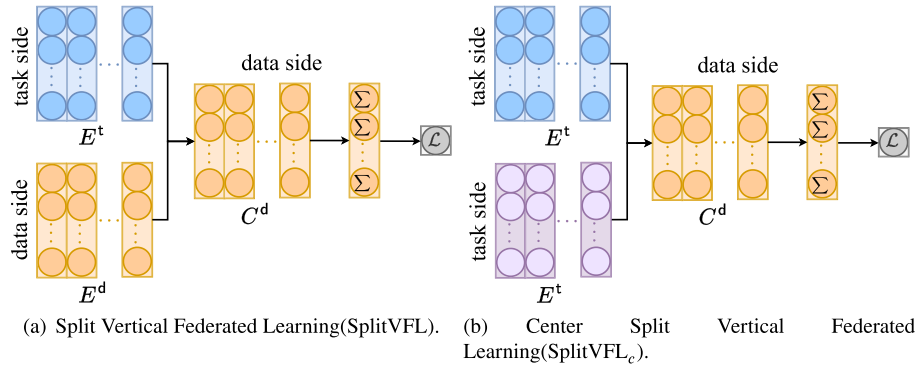 task side
E^t
data side
E^d
data side
C^d
Σ
Σ
Σ
ℒ
(a) Split Vertical Federated Learning(SplitVFL).
task side
E^t
task side
E^t
data side
C^d
Σ
Σ
Σ
ℒ
(b) Center Split Vertical Federated
Learning(SplitVFL_c).